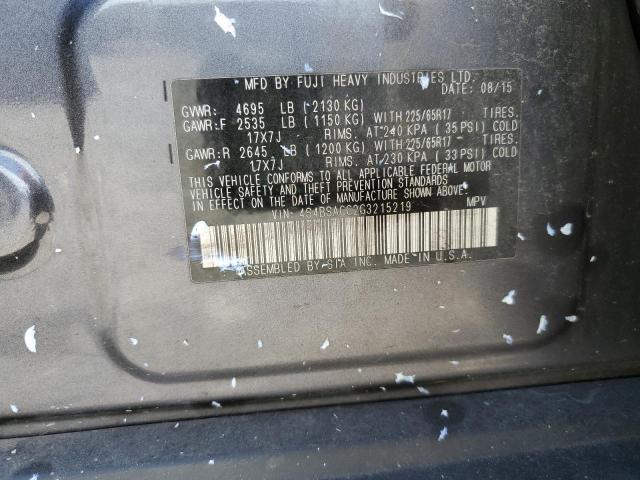 MFD BY FUJI HEAVY INDUSTRIES LTD.
DATE: 08/15
GVWR: 4695 LB ( 2130 KG)
GAWR:F 2535 LB ( 1150 KG) WITH 225/65R17 TIRES.
17X7J RIMS. AT 240 KPA ( 35 PSI) COLD
GAWR:R 2645 LB ( 1200 KG) WITH 225/65R17 TIRES.
17X7J RIMS. AT 230 KPA ( 33 PSI) COLD
THIS VEHICLE CONFORMS TO ALL APPLICABLE FEDERAL MOTOR
VEHICLE SAFETY AND THEFT PREVENTION STANDARDS IN
EFFECT ON THE DATE OF MANUFACTURE SHOWN ABOVE.
VIN: 4S4BSACC2G3215219 MPV
ASSEMBLED BY SIA INC. MADE IN U.S.A.